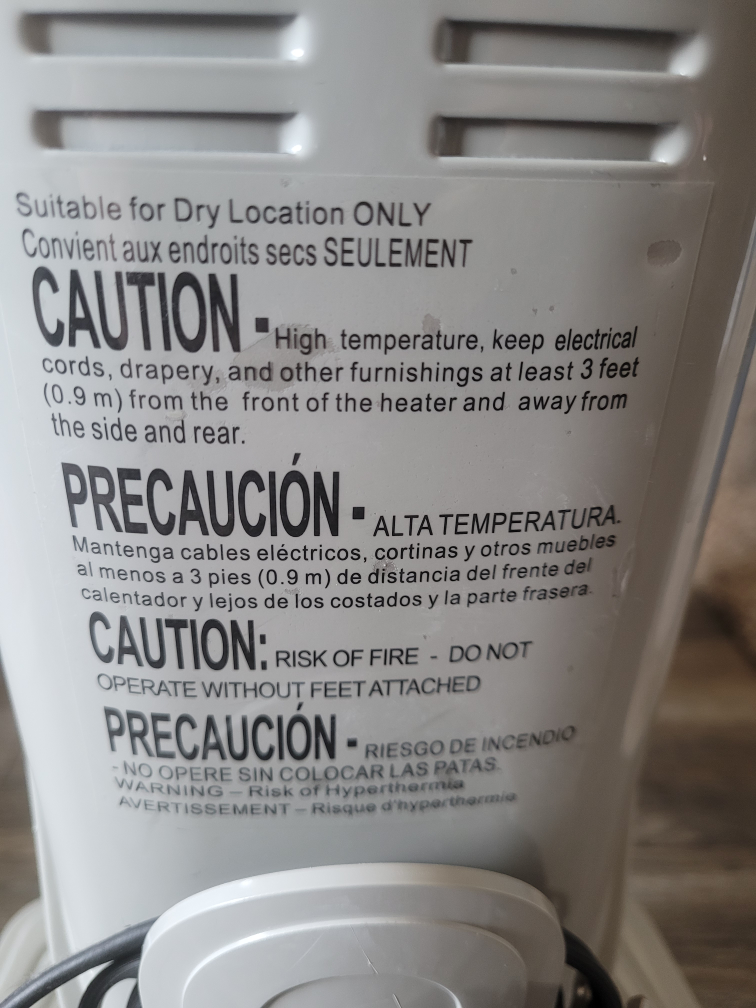 Suitable for Dry Location ONLY
Convient aux endroits secs SEULEMENT
CAUTION - High temperature, keep electrical
cords, drapery, and other furnishings at least 3 feet
(0.9 m) from the front of the heater and away from
the side and rear.
PRECAUCIÓN - ALTA TEMPERATURA.
Mantenga cables eléctricos, cortinas y otros muebles
al menos a 3 pies (0.9 m) de distancia del frente del
calentador y lejos de los costados y la parte frasera.
CAUTION: RISK OF FIRE - DO NOT
OPERATE WITHOUT FEET ATTACHED
PRECAUCIÓN - RIESGO DE INCENDIO
- NO OPERE SIN COLOCAR LAS PATAS.
WARNING – Risk of Hyperthermia
AVERTISSEMENT – Risque d'hyperthermie